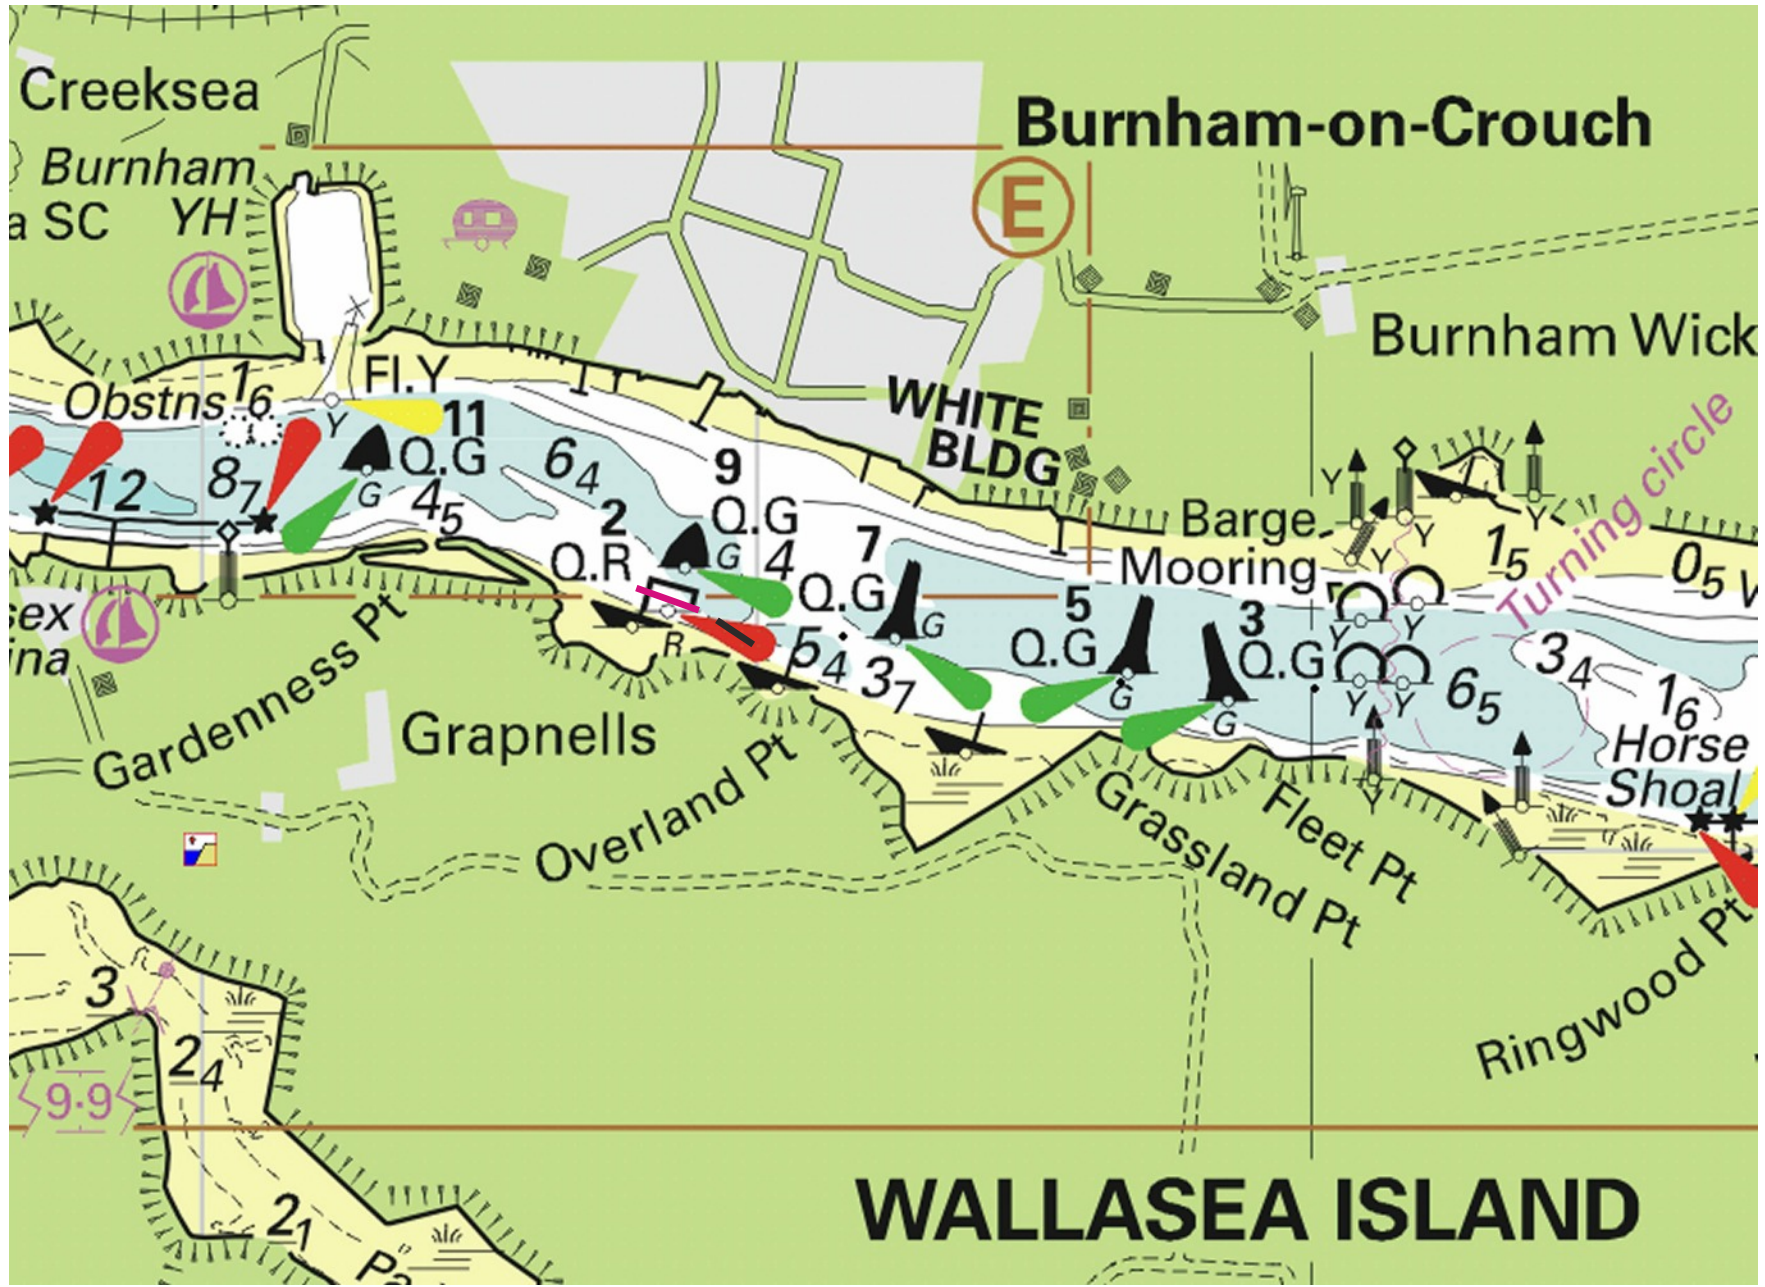 Creeksea
Burnham-on-Crouch
Burnham
a SC YH
E
Burnham Wick
Fl.Y
Obstns 1₆
Y
11
Q.G
G
WHITE
BLDG
12
8₇
4₅
6₄
9
Q.G
G
2
Q.R
R
4
7
Q.G
G
Barge
Mooring
Y
Y
Y
Y
1₅
Turning circle
0₅
sex
ina
5
Q.G
G
3
Q.G
G
Y
Y
Y
Y
Y
5₄
3₇
6₅
3₄
1₆
Horse
Shoal
Gardenness Pt
Grapnells
Overland Pt
Grassland Pt
Fleet Pt
Ringwood Pt
3
2₄
9·9
2₁
WALLASEA ISLAND